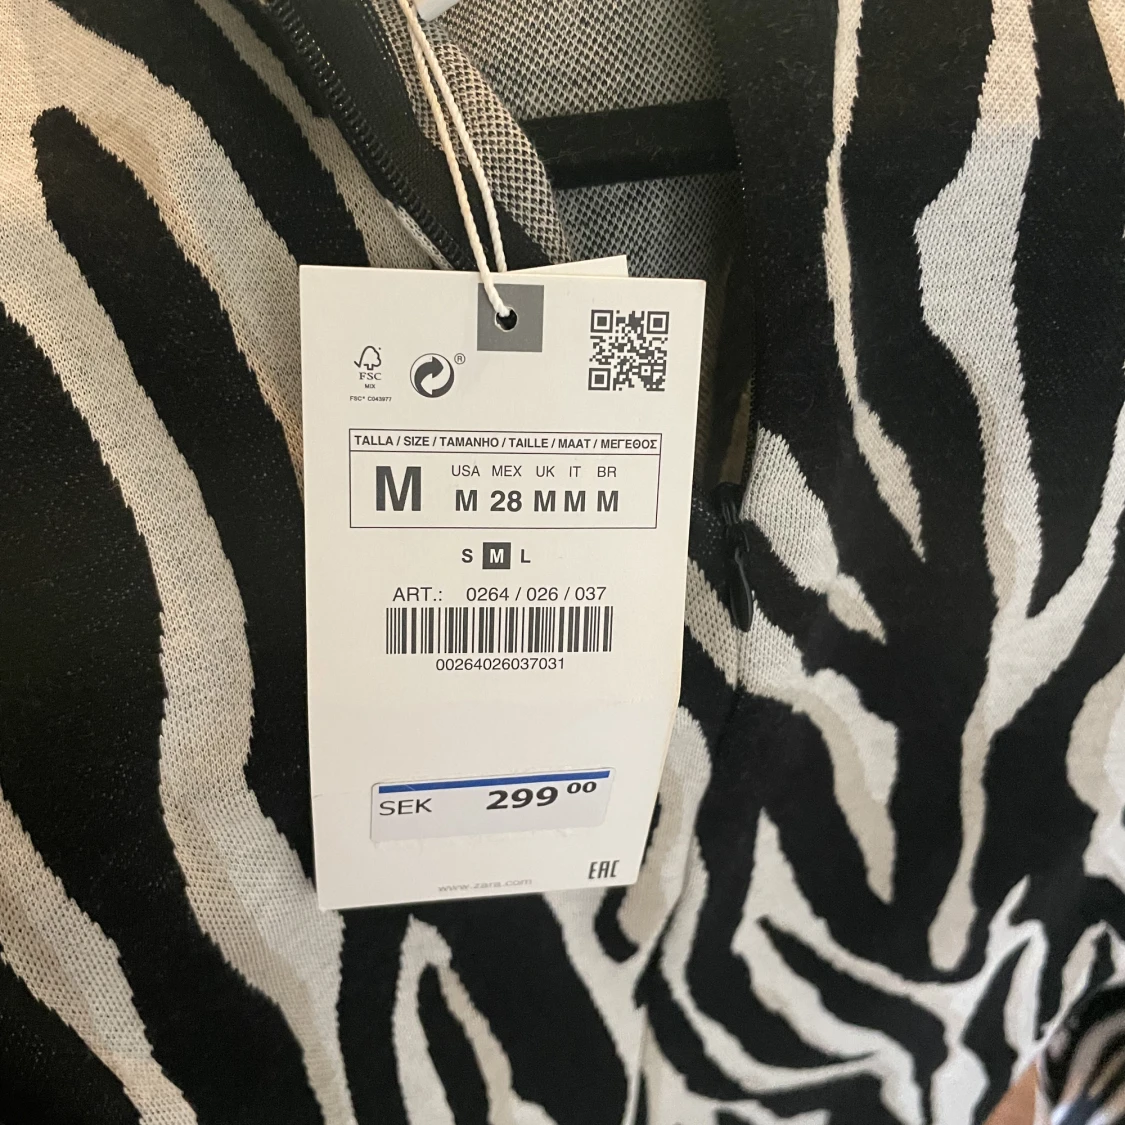 FSC
MIX
FSC® C043977
®
TALLA / SIZE / TAMANHO / TAILLE / MAAT / ΜΕΓΕΘΟΣ
M
USA MEX UK IT BR
M 28 M M M
S M L
ART.: 0264 / 026 / 037
00264026037031
SEK 299 00
EAC
www.zara.com